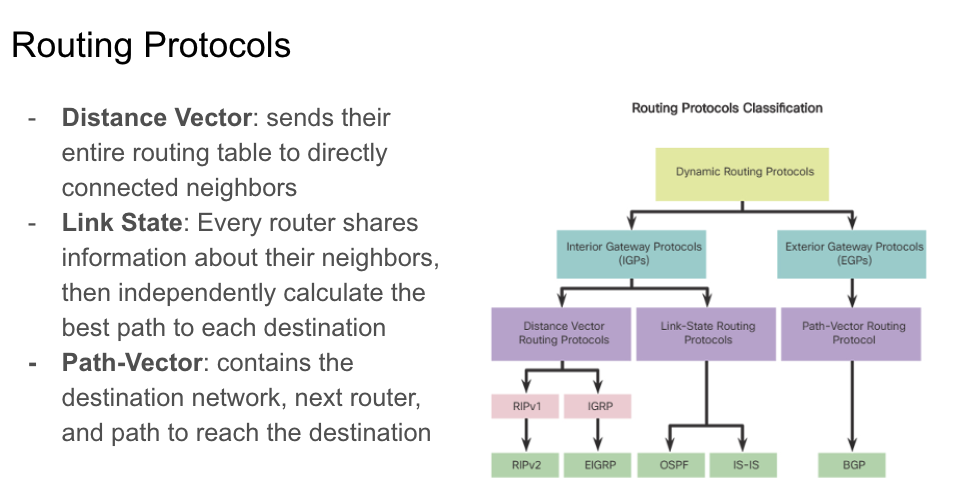 Routing Protocols
- Distance Vector: sends their
entire routing table to directly
connected neighbors
- Link State: Every router shares
information about their neighbors,
then independently calculate the
best path to each destination
- Path-Vector: contains the
destination network, next router,
and path to reach the destination
Routing Protocols Classification
Dynamic Routing Protocols
Interior Gateway Protocols
(IGPs)
Exterior Gateway Protocols
(EGPs)
Distance Vector
Routing Protocols
Link-State Routing
Protocols
Path-Vector Routing
Protocol
RIPv1
IGRP
RIPv2
EIGRP
OSPF
IS-IS
BGP